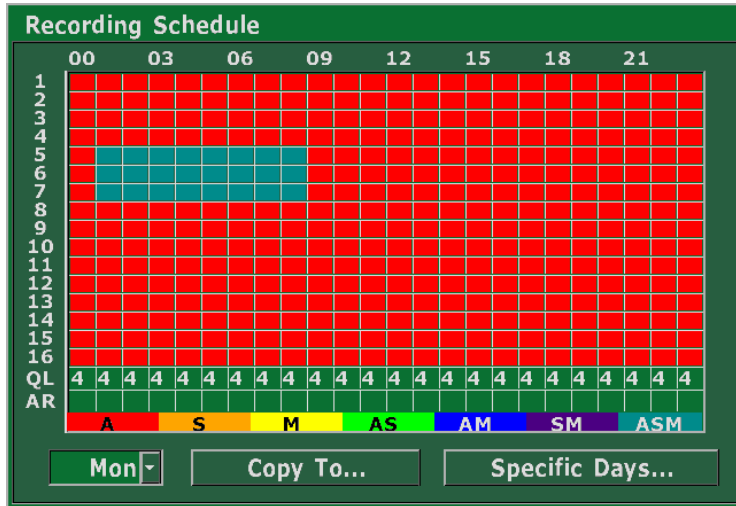 Recording Schedule
00 03 06 09 12 15 18 21
1
2
3
4
5
6
7
8
9
10
11
12
13
14
15
16
QL 4 4 4 4 4 4 4 4 4 4 4 4 4 4 4 4 4 4 4 4 4 4 4 4
AR
A S M AS AM SM ASM
Mon Copy To... Specific Days...